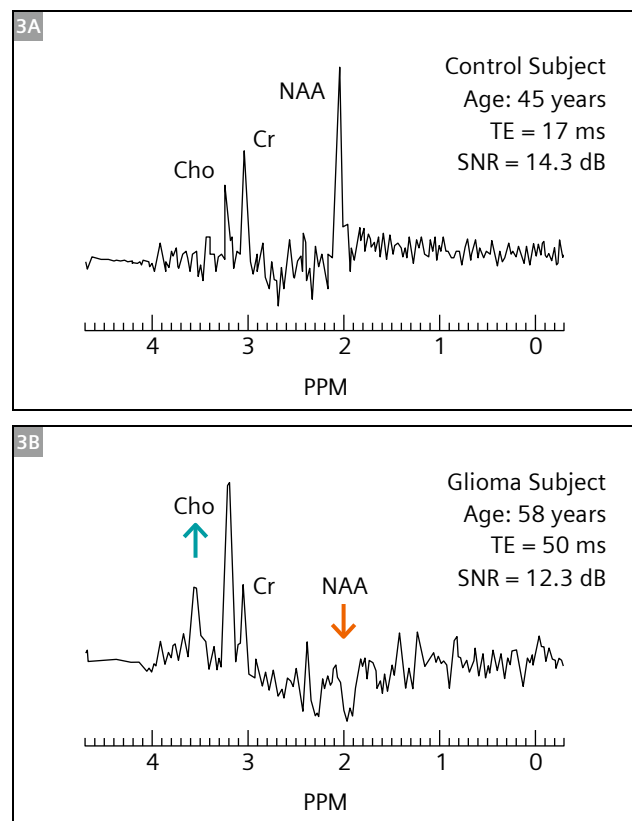 3A
Control Subject
Age: 45 years
TE = 17 ms
SNR = 14.3 dB
NAA
Cr
Cho
4 3 2 1 0
PPM
3B
Glioma Subject
Age: 58 years
TE = 50 ms
SNR = 12.3 dB
Cho
Cr NAA
4 3 2 1 0
PPM